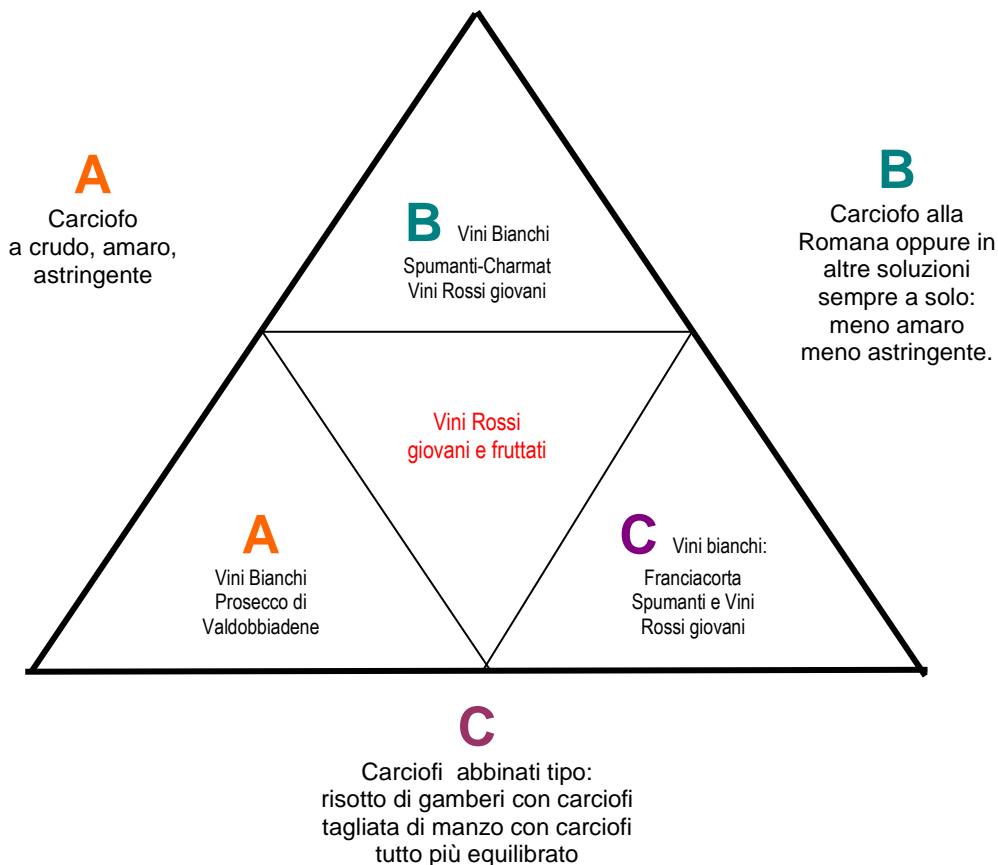 A
Carciofo
a crudo, amaro,
astringente
B
Carciofo alla
Romana oppure in
altre soluzioni
sempre a solo:
meno amaro
meno astringente.
B Vini Bianchi
Spumanti-Charmat
Vini Rossi giovani
Vini Rossi
giovani e fruttati
A
Vini Bianchi
Prosecco di
Valdobbiadene
C Vini bianchi:
Franciacorta
Spumanti e Vini
Rossi giovani
C
Carciofi abbinati tipo:
risotto di gamberi con carciofi
tagliata di manzo con carciofi
tutto più equilibrato